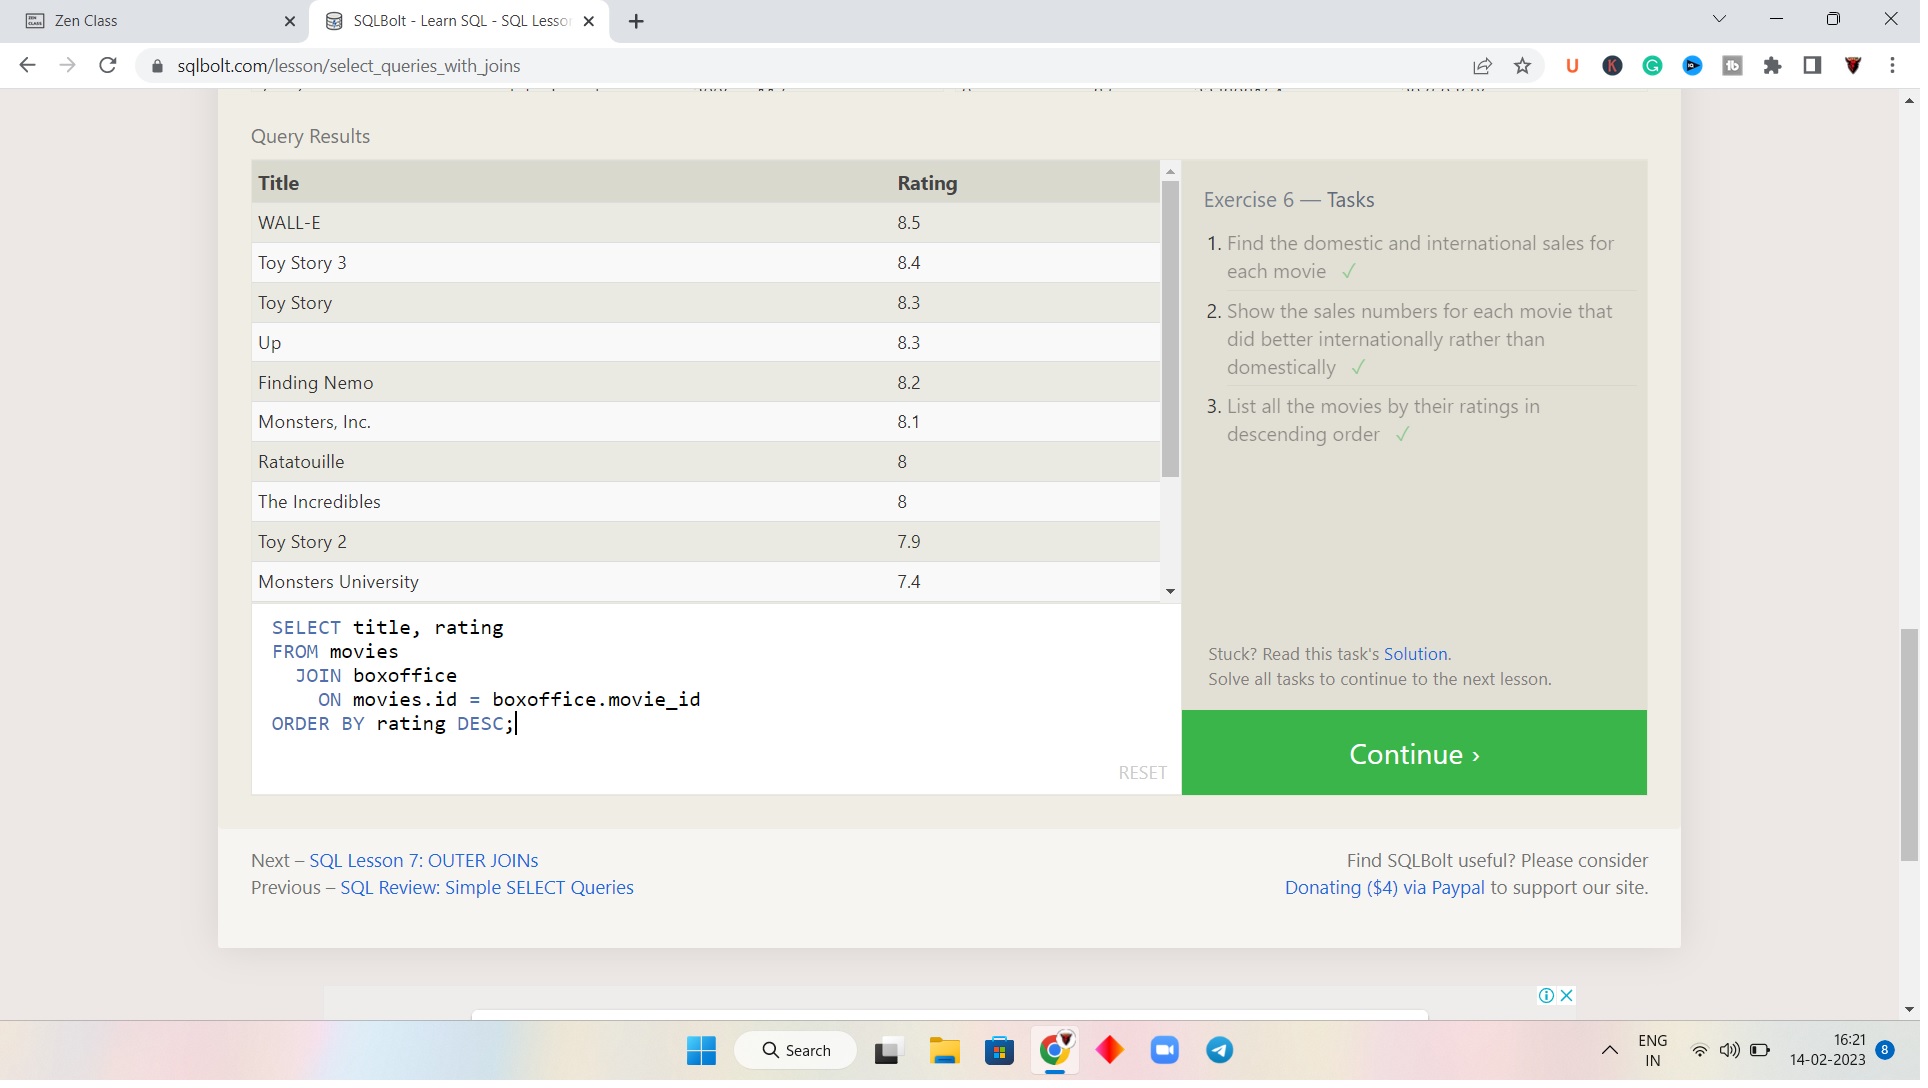 Zen Class
SQLBolt - Learn SQL - SQL Lesso
sqlbolt.com/lesson/select_queries_with_joins
Query Results
Title Rating
WALL-E 8.5
Toy Story 3 8.4
Toy Story 8.3
Up 8.3
Finding Nemo 8.2
Monsters, Inc. 8.1
Ratatouille 8
The Incredibles 8
Toy Story 2 7.9
Monsters University 7.4
SELECT title, rating
FROM movies
JOIN boxoffice
ON movies.id = boxoffice.movie_id
ORDER BY rating DESC;
RESET
Exercise 6 — Tasks
1. Find the domestic and international sales for
each movie ✓
2. Show the sales numbers for each movie that
did better internationally rather than
domestically ✓
3. List all the movies by their ratings in
descending order ✓
Stuck? Read this task's Solution.
Solve all tasks to continue to the next lesson.
Continue ›
Next – SQL Lesson 7: OUTER JOINs
Previous – SQL Review: Simple SELECT Queries
Find SQLBolt useful? Please consider
Donating ($4) via Paypal to support our site.
Search
ENG
IN
16:21
14-02-2023
8